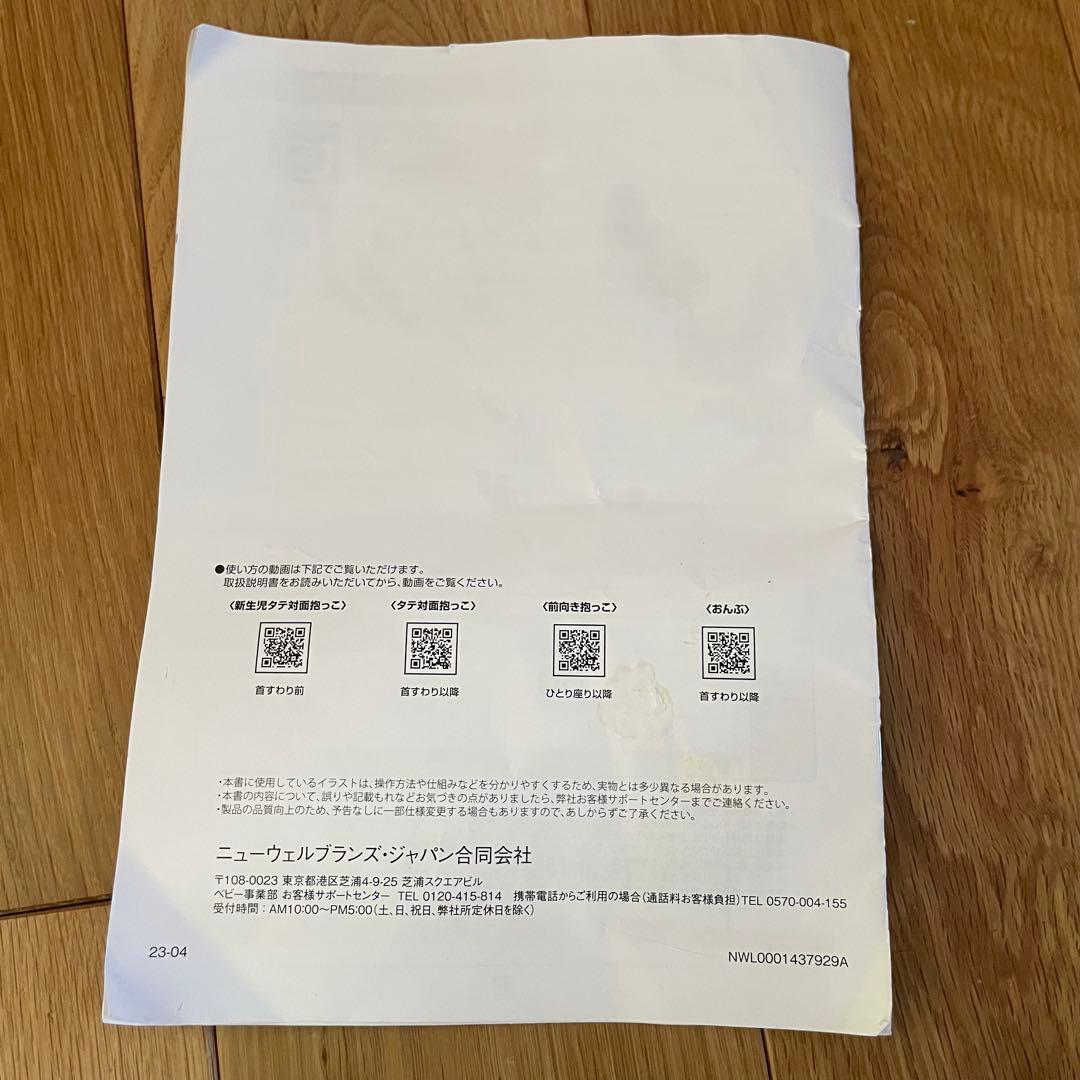 ●使い方の動画は下記でご覧いただけます。
取扱説明書をお読みいただいてから、動画をご覧ください。
〈新生児タテ対面抱っこ〉 〈タテ対面抱っこ〉 〈前向き抱っこ〉 〈おんぶ〉
首すわり前 首すわり以降 ひとり座り以降 首すわり以降
・本書に使用しているイラストは、操作方法や仕組みなどを分かりやすくするため、実物とは多少異なる場合があります。
・本書の内容について、誤りや記載もれなどお気づきの点がありましたら、弊社お客様サポートセンターまでご連絡ください。
・製品の品質向上のため、予告なしに一部仕様変更する場合もありますので、あしからずご了承ください。
ニューウェルブランズ・ジャパン合同会社
〒108-0023 東京都港区芝浦4-9-25 芝浦スクエアビル
ベビー事業部 お客様サポートセンター TEL 0120-415-814 携帯電話からご利用の場合(通話料お客様負担)TEL 0570-004-155
受付時間：AM10:00～PM5:00(土、日、祝日、弊社所定休日を除く)
23-04 NWL0001437929A